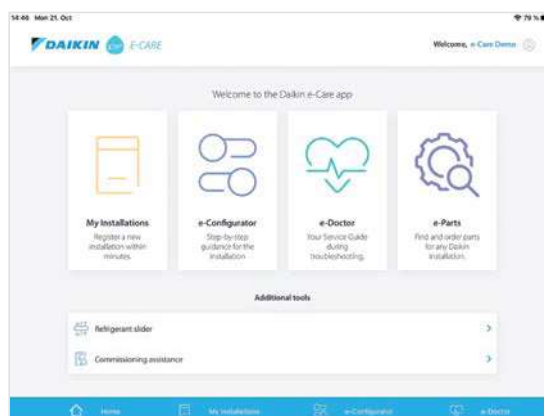 14:46 Mon 21. Oct
79 %
DAIKIN
E-CARE
Welcome, e-Care Demo
Welcome to the Daikin e-Care app
My Installations
Register a new
installation within
minutes.
e-Configurator
Step-by-step
guidance for the
installation
e-Doctor
Your Service Guide
during
troubleshooting.
e-Parts
Find and order parts
for any Daikin
installation.
Additional tools
Refrigerant slider
Commissioning assistance
Home
My Installations
e-Configurator
e-Doctor